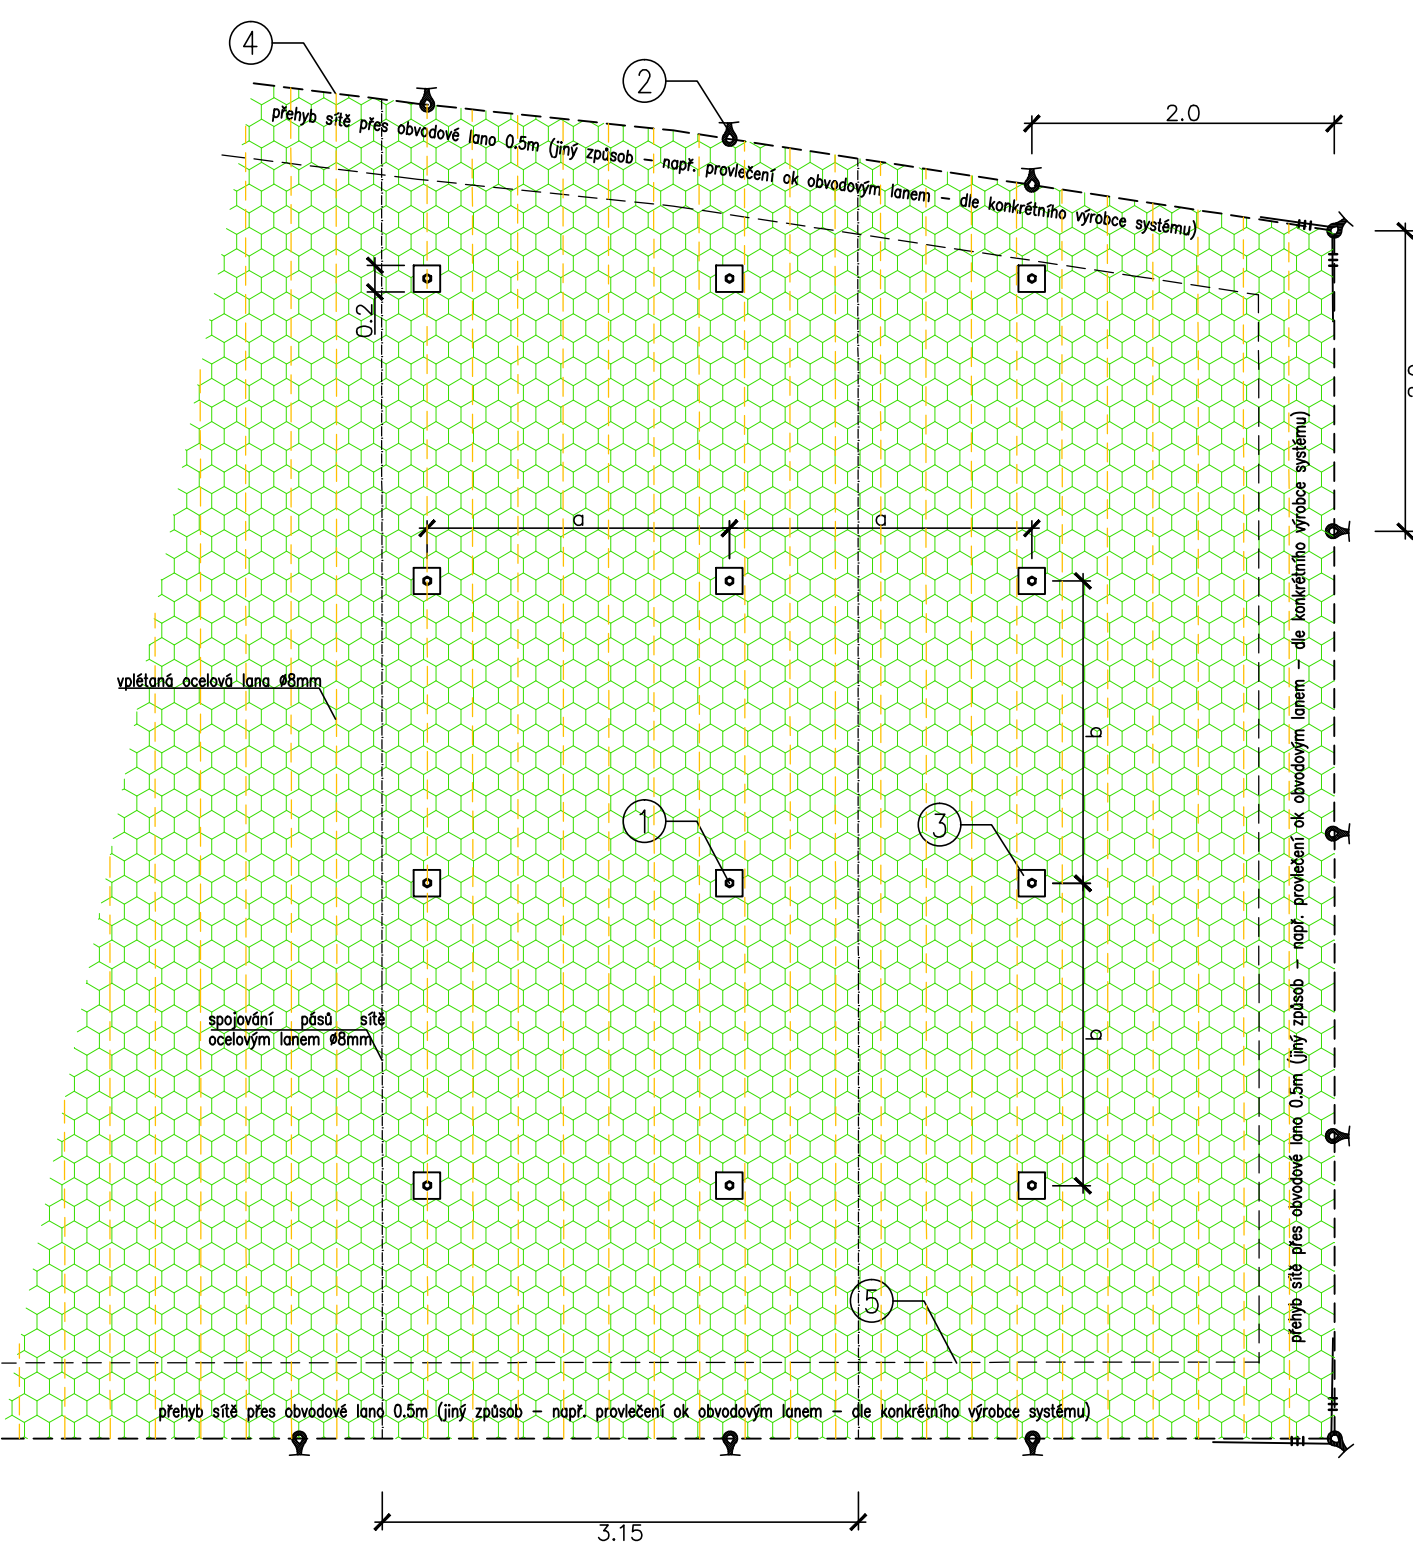 4
2
2.0
přehyb sítě přes obvodové lano 0.5m (jiný způsob – např. provlečení ok obvodovým lanem – dle konkrétního výrobce systému)
0.2
a
a
b
vplétaná ocelová lana Ø8mm
1
3
přehyb sítě přes obvodové lano 0.5m (jiný způsob – např. provlečení ok obvodovým lanem – dle konkrétního výrobce systému)
spojování pásů sítě
ocelovým lanem Ø8mm
b
5
přehyb sítě přes obvodové lano 0.5m (jiný způsob – např. provlečení ok obvodovým lanem – dle konkrétního výrobce systému)
3.15